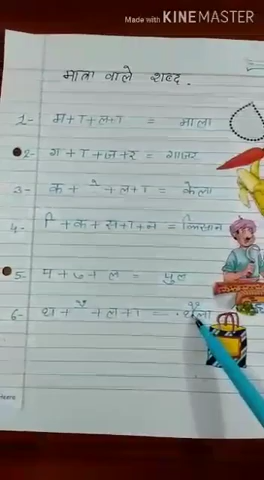 Made with KINEMASTER
मात्रा वाले शब्द.
1- म+ा+ल+ा = माला
2- ग+ा+ज+र = गाजर
3- क+े+ल+ा = केला
4- ि+क+स+ा+न = किसान
5- प+ु+ल = पुल
6- थ+ै+ल+ा = थैला